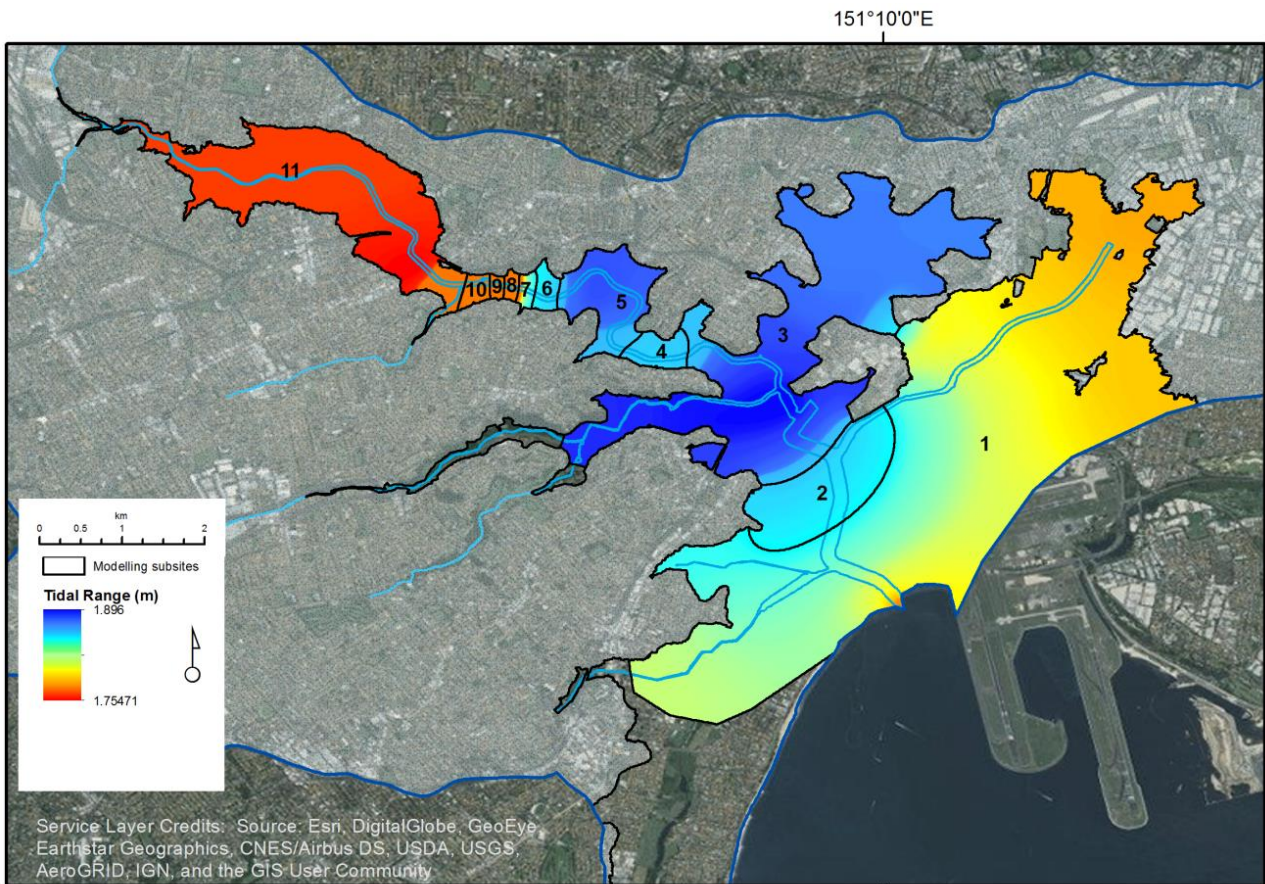 151°10'0"E
11
10
9
8
7
6
5
4
3
1
2
km
0 0.5 1 2
Modelling subsites
Tidal Range (m)
1.896
1.75471
Service Layer Credits: Source: Esri, DigitalGlobe, GeoEye,
Earthstar Geographics, CNES/Airbus DS, USDA, USGS,
AeroGRID, IGN, and the GIS User Community